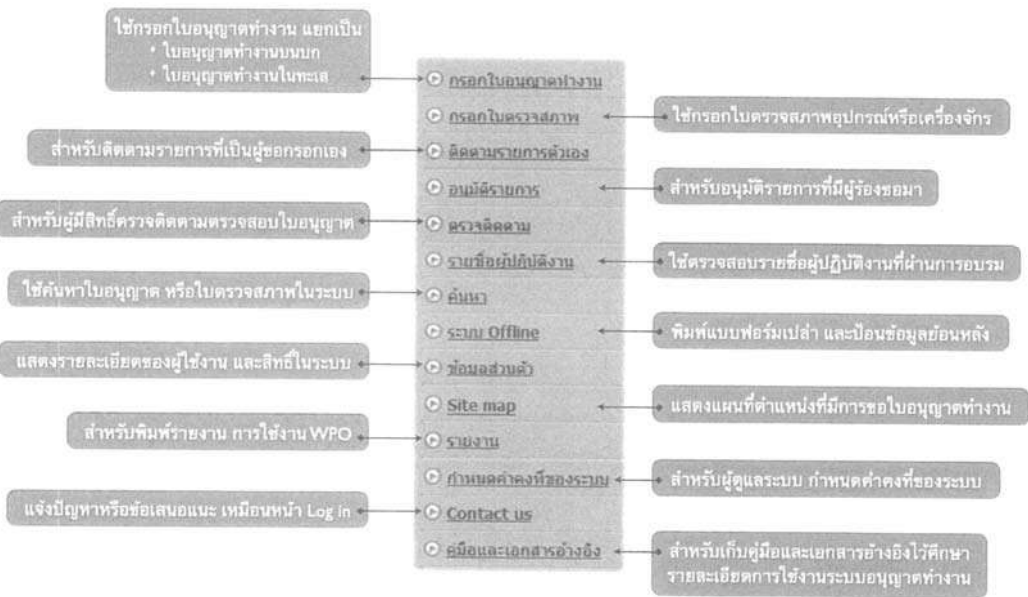 ใช้กรอกใบอนุญาตทำงาน แยกเป็น
• ใบอนุญาตทำงานบนบก
• ใบอนุญาตทำงานในทะเล
กรอกใบอนุญาตทำงาน
กรอกใบตรวจสภาพ
ใช้กรอกใบตรวจสภาพอุปกรณ์หรือเครื่องจักร
สำหรับติดตามรายการที่เป็นผู้ขอกรอกเอง
ติดตามรายการตัวเอง
อนุมัติรายการ
สำหรับอนุมัติรายการที่มีผู้ร้องขอมา
สำหรับผู้มีสิทธิ์ตรวจติดตามตรวจสอบใบอนุญาต
ตรวจติดตาม
รายชื่อผู้ปฏิบัติงาน
ใช้ตรวจสอบรายชื่อผู้ปฏิบัติงานที่ผ่านการอบรม
ใช้ค้นหาใบอนุญาต หรือใบตรวจสภาพในระบบ
ค้นหา
ระบบ Offline
พิมพ์แบบฟอร์มเปล่า และป้อนข้อมูลย้อนหลัง
แสดงรายละเอียดของผู้ใช้งาน และสิทธิ์ในระบบ
ข้อมูลส่วนตัว
Site map
แสดงแผนที่ตำแหน่งที่มีการขอใบอนุญาตทำงาน
สำหรับพิมพ์รายงาน การใช้งาน WPO
รายงาน
กำหนดค่าคงที่ของระบบ
สำหรับผู้ดูแลระบบ กำหนดค่าคงที่ของระบบ
แจ้งปัญหาหรือข้อเสนอแนะ เหมือนหน้า Log in
Contact us
คู่มือและเอกสารอ้างอิง
สำหรับเก็บคู่มือและเอกสารอ้างอิงไว้ศึกษา
รายละเอียดการใช้งานระบบอนุญาตทำงาน